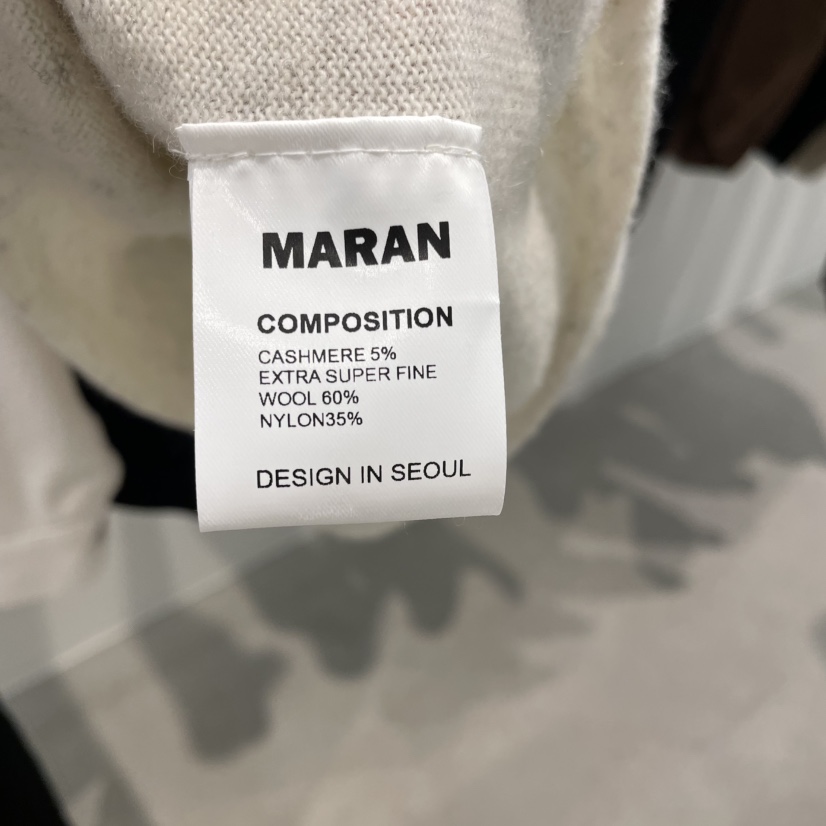 MARAN
COMPOSITION
CASHMERE 5%
EXTRA SUPER FINE
WOOL 60%
NYLON35%
DESIGN IN SEOUL